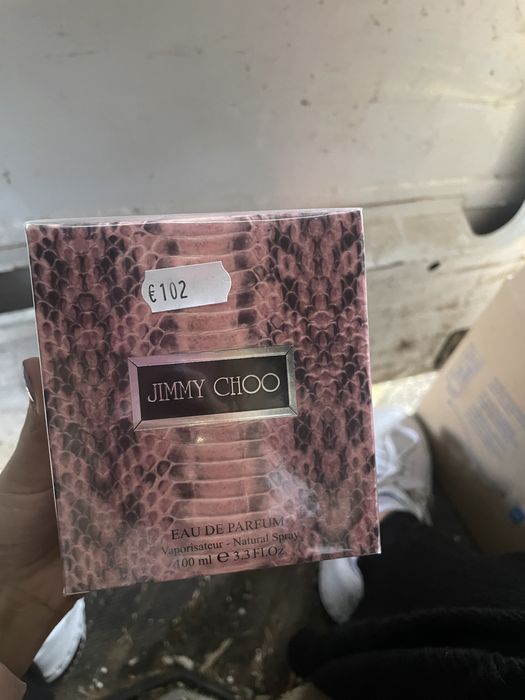 €102
JIMMY CHOO
EAU DE PARFUM
Vaporisateur - Natural Spray
100 ml ℮ 3.3 FL.OZ